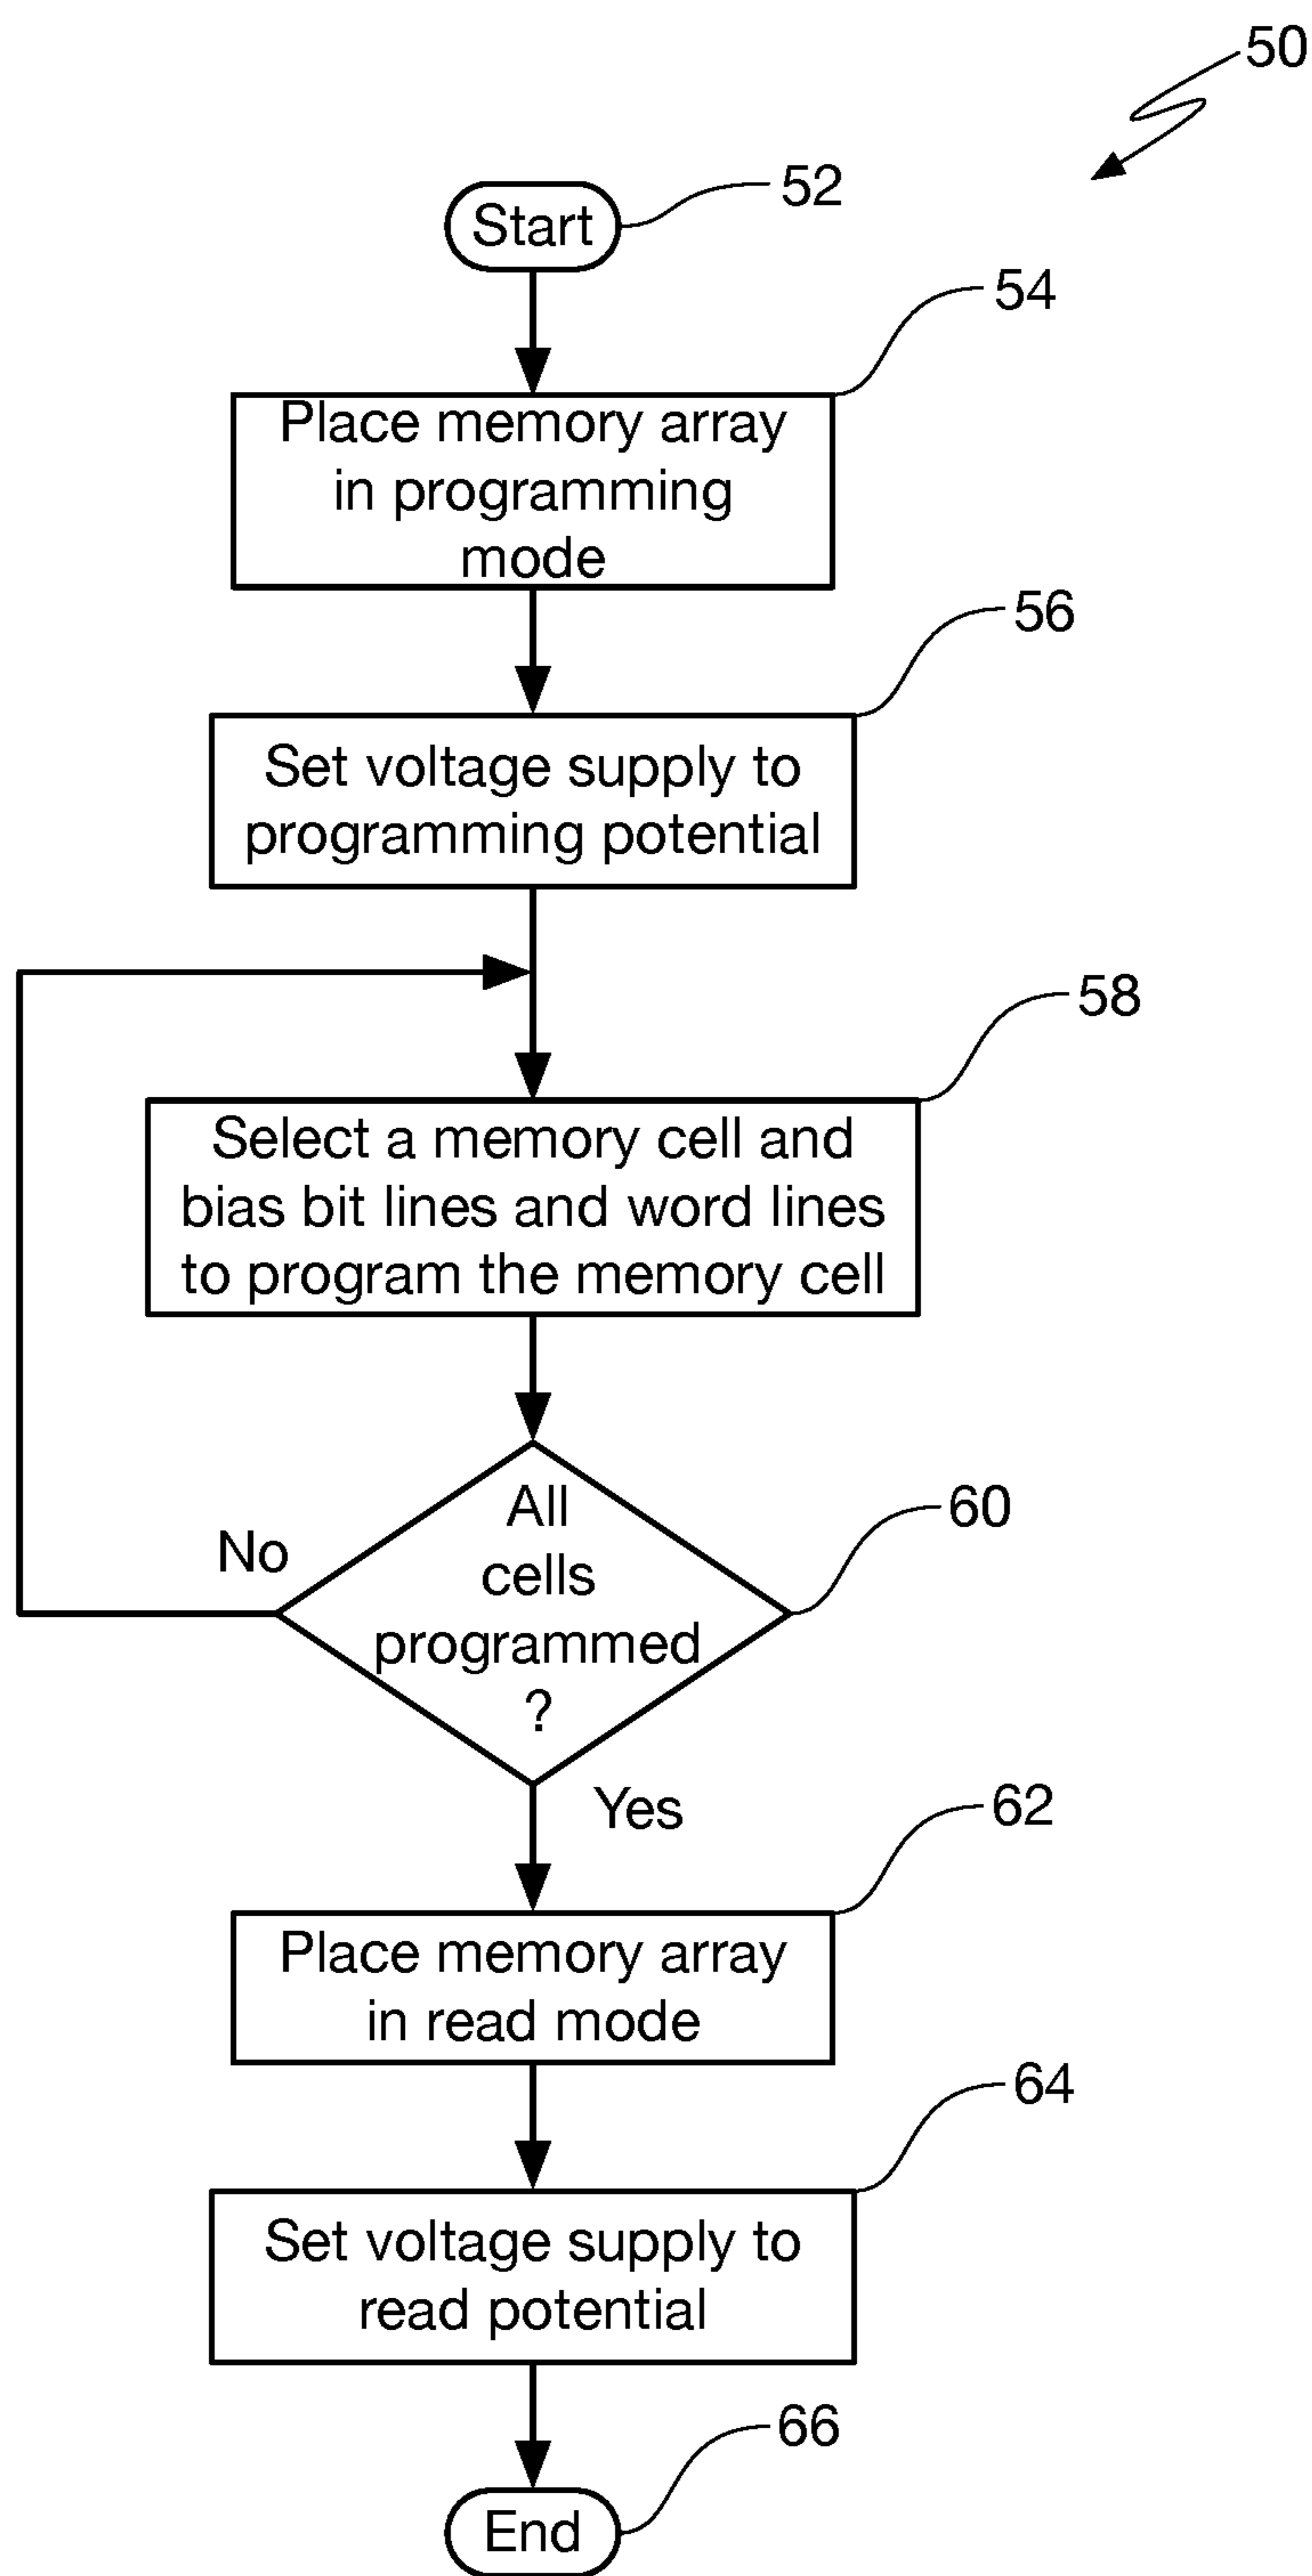 50
Start
52
54
Place memory array
in programming
mode
56
Set voltage supply to
programming potential
58
Select a memory cell and
bias bit lines and word lines
to program the memory cell
60
All
cells
programmed
?
No
Yes
62
Place memory array
in read mode
64
Set voltage supply to
read potential
66
End